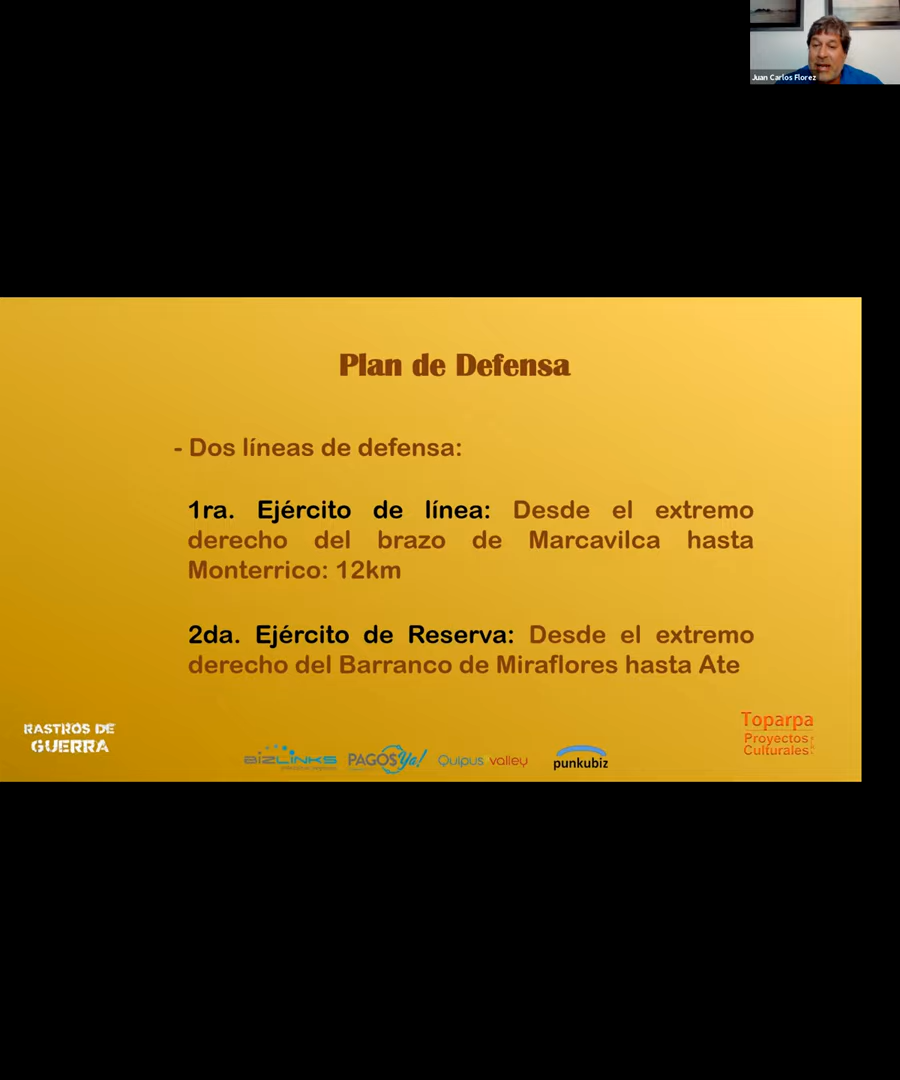 Juan Carlos Florez
Plan de Defensa
- Dos líneas de defensa:
1ra. Ejército de línea: Desde el extremo
derecho del brazo de Marcavilca hasta
Monterrico: 12km
2da. Ejército de Reserva: Desde el extremo
derecho del Barranco de Miraflores hasta Ate
RASTROS DE
GUERRA
BIZLINKS
PAGOS Ya!
Quipus valley
punkubiz
Toparpa
Proyectos
Culturales